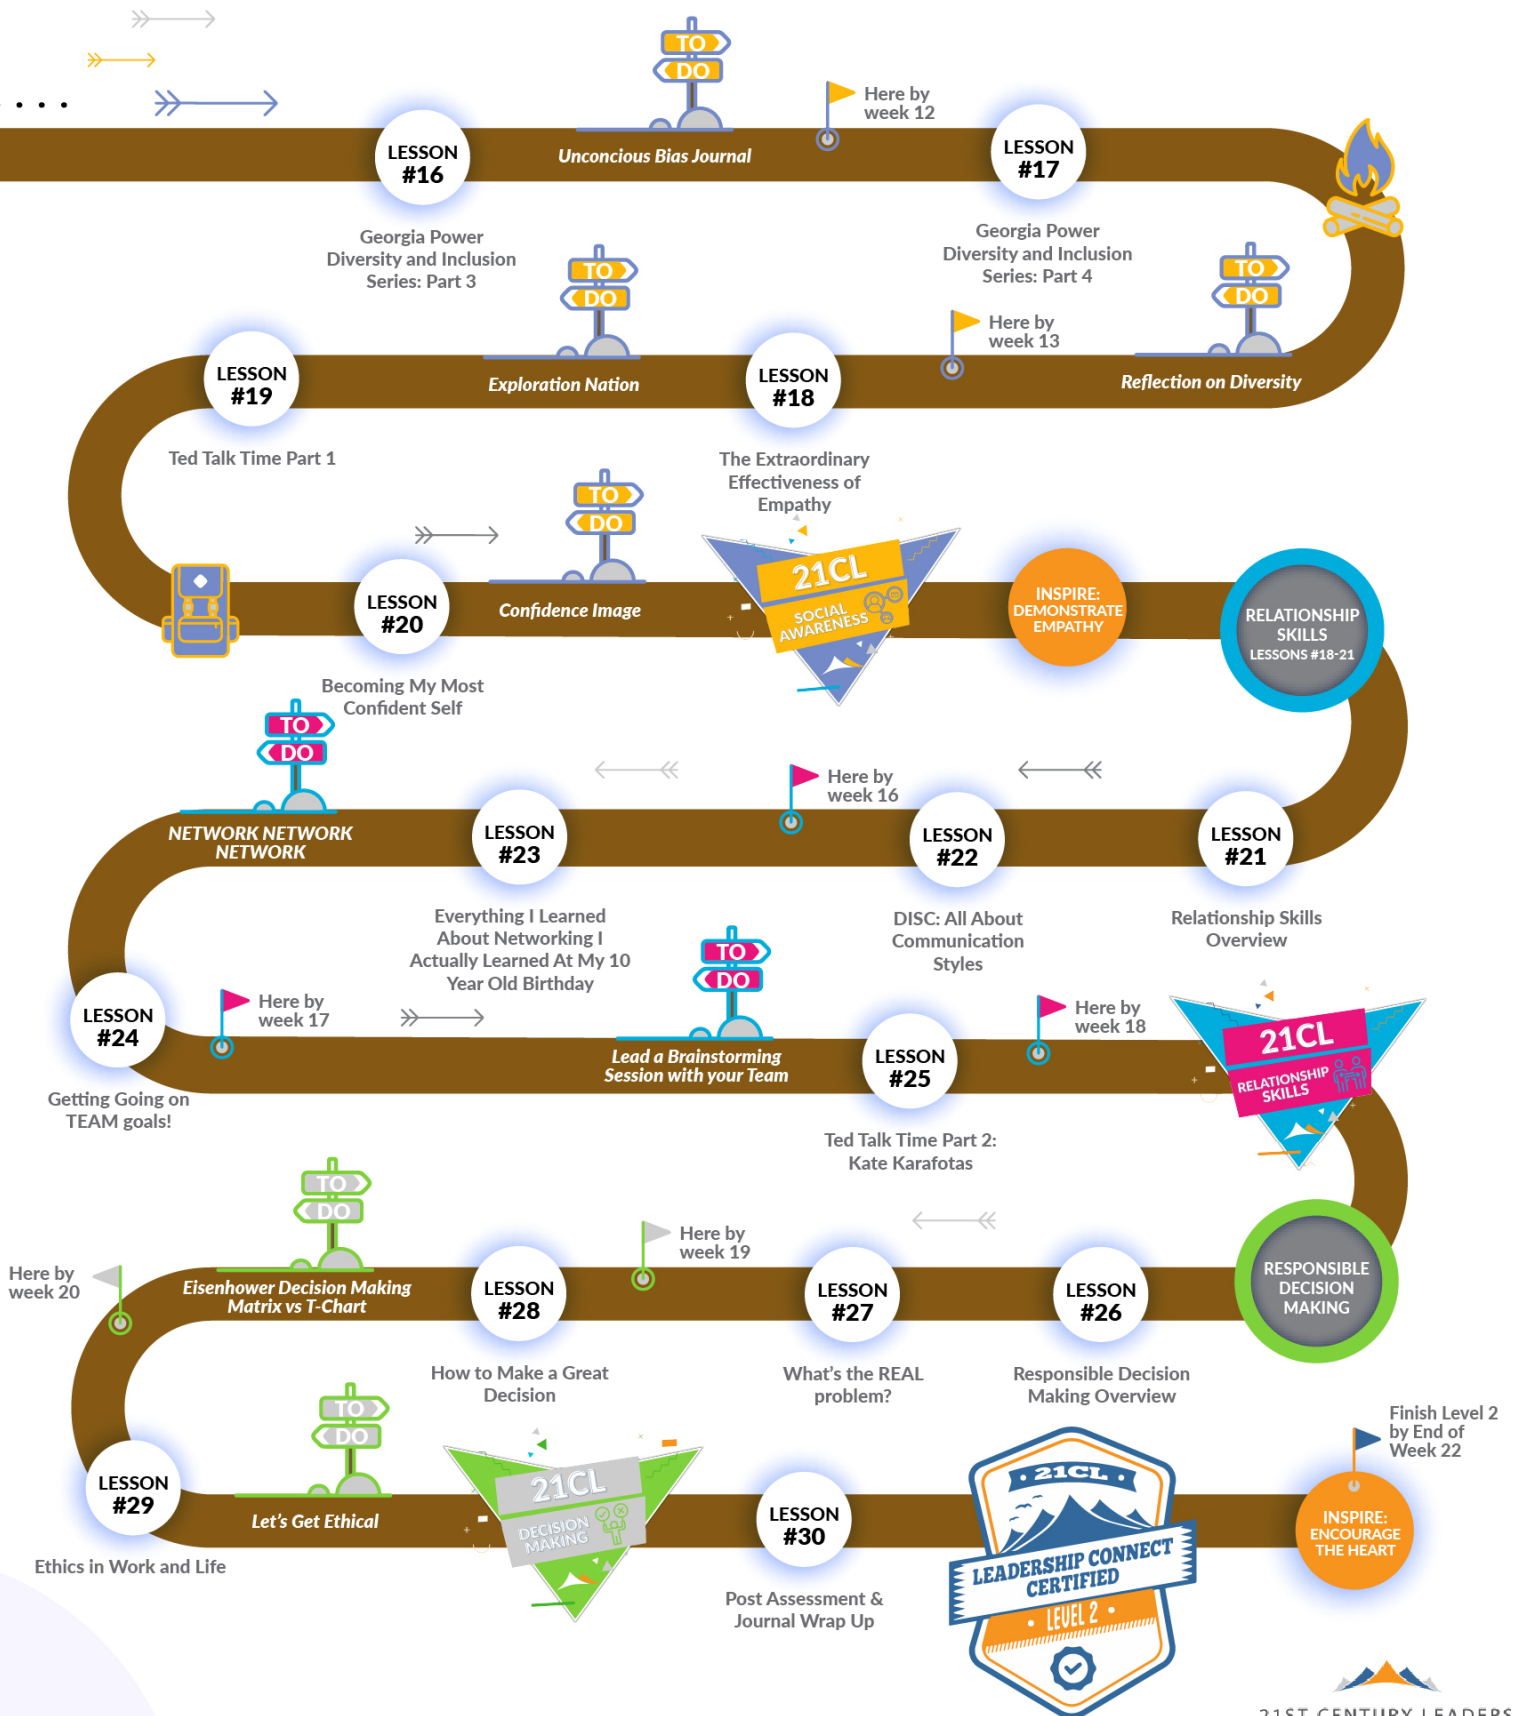 TO
DO
Here by
week 12
LESSON
#16
Unconcious Bias Journal
LESSON
#17
Georgia Power
Diversity and Inclusion
Series: Part 3
Georgia Power
Diversity and Inclusion
Series: Part 4
TO
DO
TO
DO
Here by
week 13
LESSON
#19
Exploration Nation
LESSON
#18
Reflection on Diversity
Ted Talk Time Part 1
The Extraordinary
Effectiveness of
Empathy
TO
DO
LESSON
#20
Confidence Image
21CL
SOCIAL
AWARENESS
INSPIRE:
DEMONSTRATE
EMPATHY
RELATIONSHIP
SKILLS
LESSONS #18-21
Becoming My Most
Confident Self
TO
DO
Here by
week 16
NETWORK NETWORK
NETWORK
LESSON
#23
LESSON
#22
LESSON
#21
Everything I Learned
About Networking I
Actually Learned At My 10
Year Old Birthday
DISC: All About
Communication
Styles
Relationship Skills
Overview
TO
DO
LESSON
#24
Here by
week 17
Lead a Brainstorming
Session with your Team
LESSON
#25
Here by
week 18
21CL
RELATIONSHIP
SKILLS
Getting Going on
TEAM goals!
Ted Talk Time Part 2:
Kate Karafotas
TO
DO
Here by
week 19
Here by
week 20
Eisenhower Decision Making
Matrix vs T-Chart
LESSON
#28
LESSON
#27
LESSON
#26
RESPONSIBLE
DECISION
MAKING
How to Make a Great
Decision
What's the REAL
problem?
Responsible Decision
Making Overview
TO
DO
Finish Level 2
by End of
Week 22
LESSON
#29
Let's Get Ethical
21CL
DECISION
MAKING
LESSON
#30
21CL
LEADERSHIP CONNECT
CERTIFIED
LEVEL 2
INSPIRE:
ENCOURAGE
THE HEART
Ethics in Work and Life
Post Assessment &
Journal Wrap Up
21ST CENTURY LEADERS